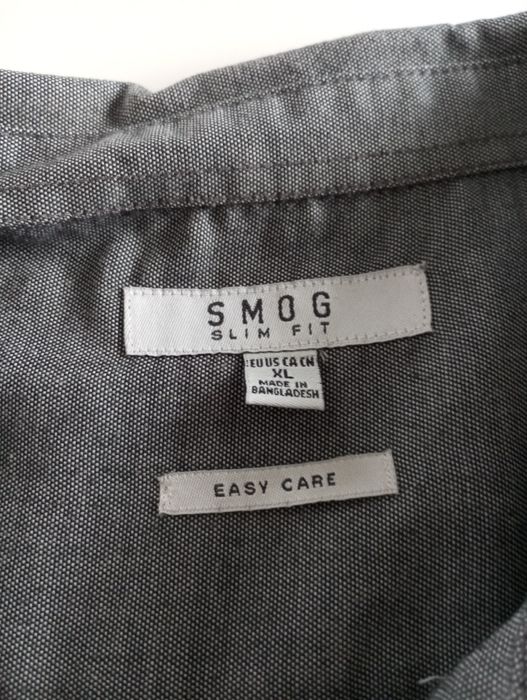 SMOG
SLIM FIT
EU US CA CN
XL
MADE IN
BANGLADESH
EASY CARE